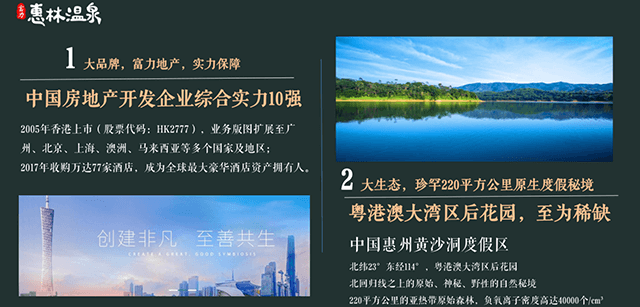 富力
惠林温泉
1 大品牌，富力地产，实力保障
中国房地产开发企业综合实力10强
2005年香港上市（股票代码：HK2777），业务版图扩展至广
州、北京、上海、澳洲、马来西亚等多个国家及地区；
2017年收购万达77家酒店，成为全球最大豪华酒店资产拥有人。
创建非凡 至善共生
2 大生态，珍罕220平方公里原生度假秘境
粤港澳大湾区后花园，至为稀缺
中国惠州黄沙洞度假区
北纬23° 东经114°，粤港澳大湾区后花园
北回归线之上的原始、神秘、野性的自然秘境
220平方公里的亚热带原始森林，负氧离子密度高达40000个/cm³